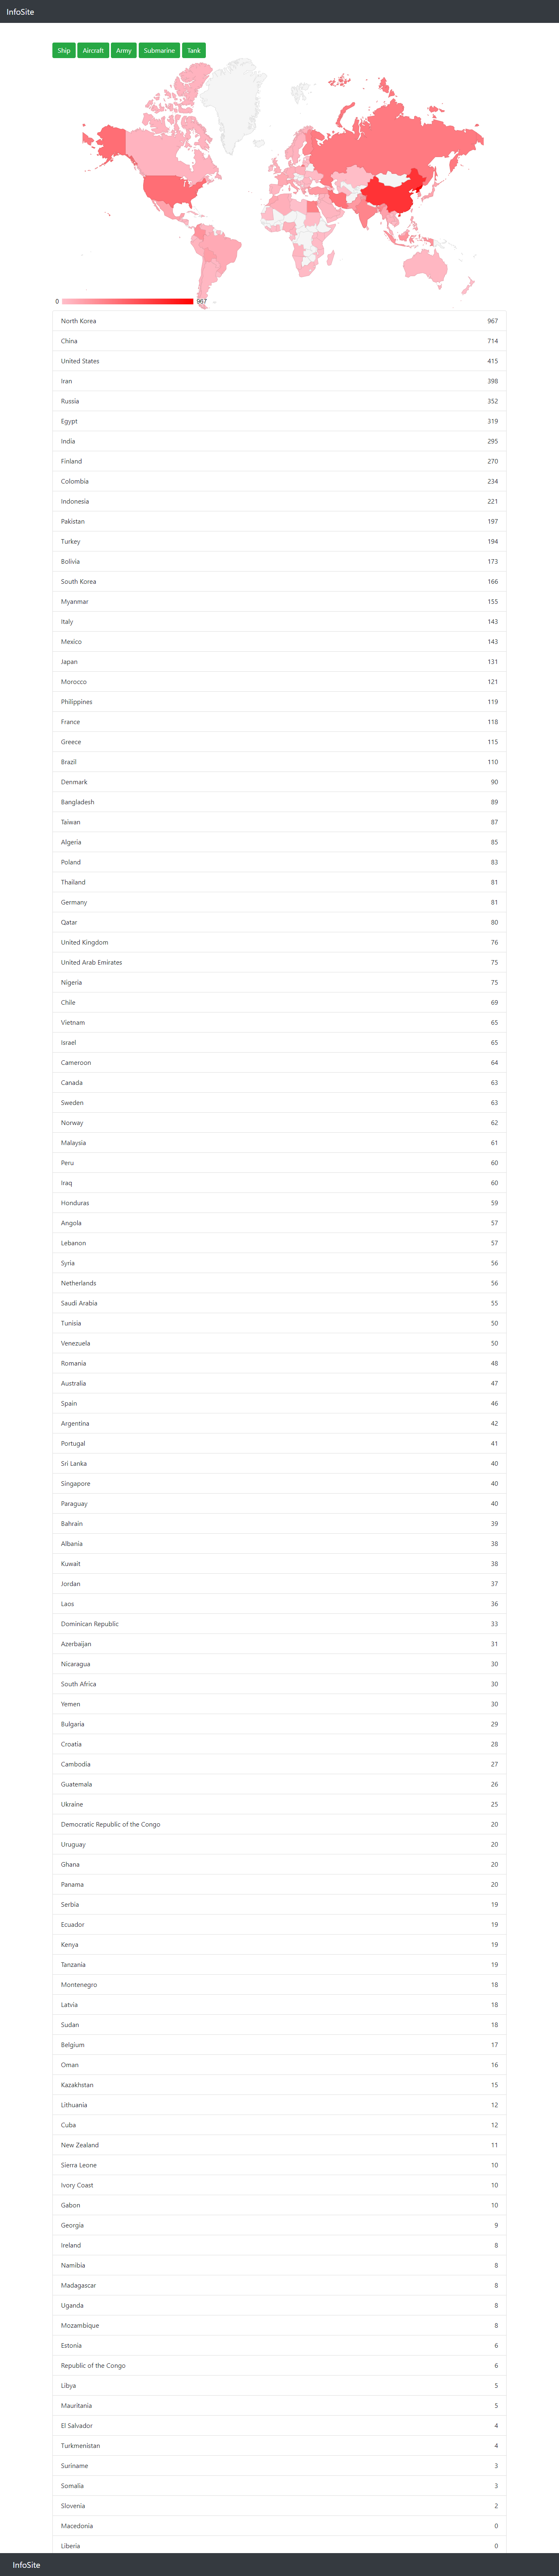 InfoSite
Ship Aircraft Army Submarine Tank
0 967
North Korea 967
China 714
United States 415
Iran 398
Russia 352
Egypt 319
India 295
Finland 270
Colombia 234
Indonesia 221
Pakistan 197
Turkey 194
Bolivia 173
South Korea 166
Myanmar 155
Italy 143
Mexico 143
Japan 131
Morocco 121
Philippines 119
France 118
Greece 115
Brazil 110
Denmark 90
Bangladesh 89
Taiwan 87
Algeria 85
Poland 83
Thailand 81
Germany 81
Qatar 80
United Kingdom 76
United Arab Emirates 75
Nigeria 75
Chile 69
Vietnam 65
Israel 65
Cameroon 64
Canada 63
Sweden 63
Norway 62
Malaysia 61
Peru 60
Iraq 60
Honduras 59
Angola 57
Lebanon 57
Syria 56
Netherlands 56
Saudi Arabia 55
Tunisia 50
Venezuela 50
Romania 48
Australia 47
Spain 46
Argentina 42
Portugal 41
Sri Lanka 40
Singapore 40
Paraguay 40
Bahrain 39
Albania 38
Kuwait 38
Jordan 37
Laos 36
Dominican Republic 33
Azerbaijan 31
Nicaragua 30
South Africa 30
Yemen 30
Bulgaria 29
Croatia 28
Cambodia 27
Guatemala 26
Ukraine 25
Democratic Republic of the Congo 20
Uruguay 20
Ghana 20
Panama 20
Serbia 19
Ecuador 19
Kenya 19
Tanzania 19
Montenegro 18
Latvia 18
Sudan 18
Belgium 17
Oman 16
Kazakhstan 15
Lithuania 12
Cuba 12
New Zealand 11
Sierra Leone 10
Ivory Coast 10
Gabon 10
Georgia 9
Ireland 8
Namibia 8
Madagascar 8
Uganda 8
Mozambique 8
Estonia 6
Republic of the Congo 6
Libya 5
Mauritania 5
El Salvador 4
Turkmenistan 4
Suriname 3
Somalia 3
Slovenia 2
Macedonia 0
Liberia 0
InfoSite